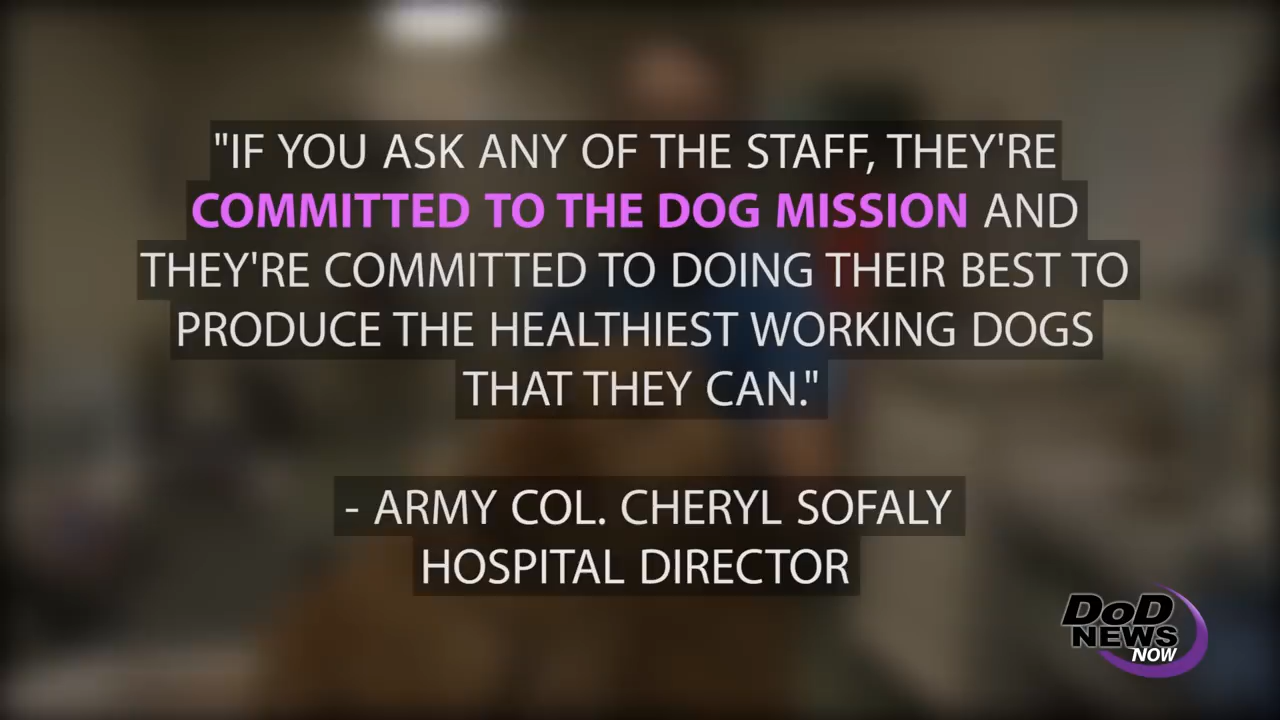 "IF YOU ASK ANY OF THE STAFF, THEY'RE
COMMITTED TO THE DOG MISSION AND
THEY'RE COMMITTED TO DOING THEIR BEST TO
PRODUCE THE HEALTHIEST WORKING DOGS
THAT THEY CAN."
- ARMY COL. CHERYL SOFALY
HOSPITAL DIRECTOR
DoD
NEWS
NOW